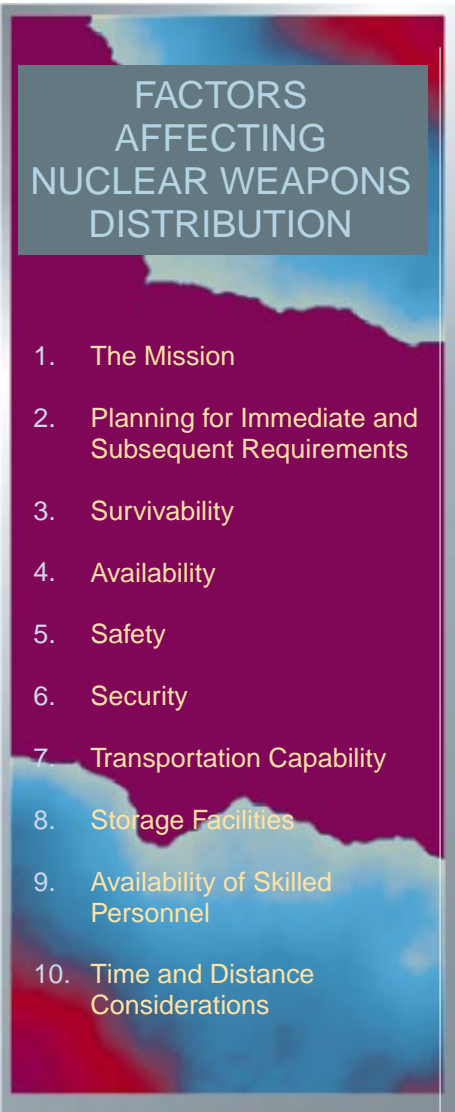 FACTORS
AFFECTING
NUCLEAR WEAPONS
DISTRIBUTION
1. The Mission
2. Planning for Immediate and
Subsequent Requirements
3. Survivability
4. Availability
5. Safety
6. Security
7. Transportation Capability
8. Storage Facilities
9. Availability of Skilled
Personnel
10. Time and Distance
Considerations